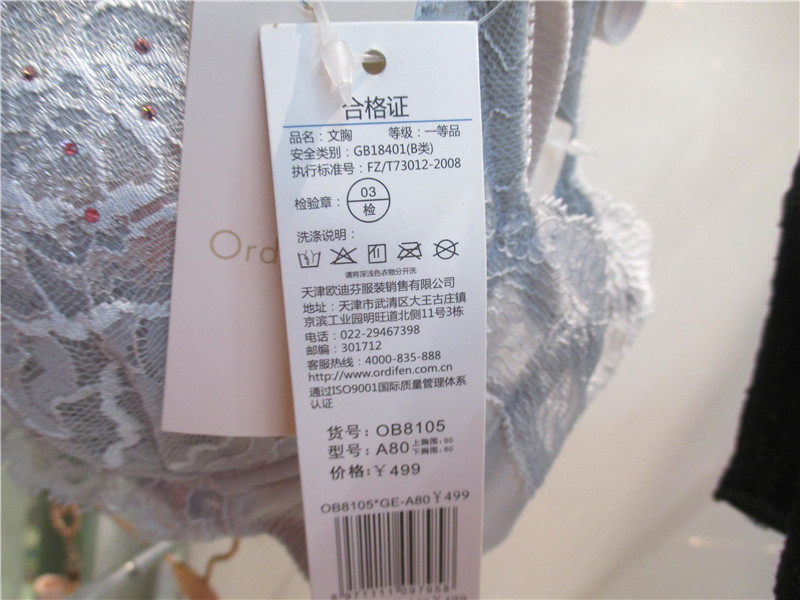 合格证
品名：文胸 等级：一等品
安全类别：GB18401(B类)
执行标准号：FZ/T73012-2008
检验章：
03
检
洗涤说明：
请将深浅色衣物分开洗
天津欧迪芬服装销售有限公司
地址：天津市武清区大王古庄镇
京滨工业园明旺道北侧11号3栋
电话：022-29467398
邮编：301712
客服热线：4000-835-888
http://www.ordifen.com.cn
通过ISO9001国际质量管理体系
认证
货号：OB8105
型号：A80 上胸围：90
下胸围：80
价格：￥499
OB8105*GE-A80￥499
6 971111 097958
Ord